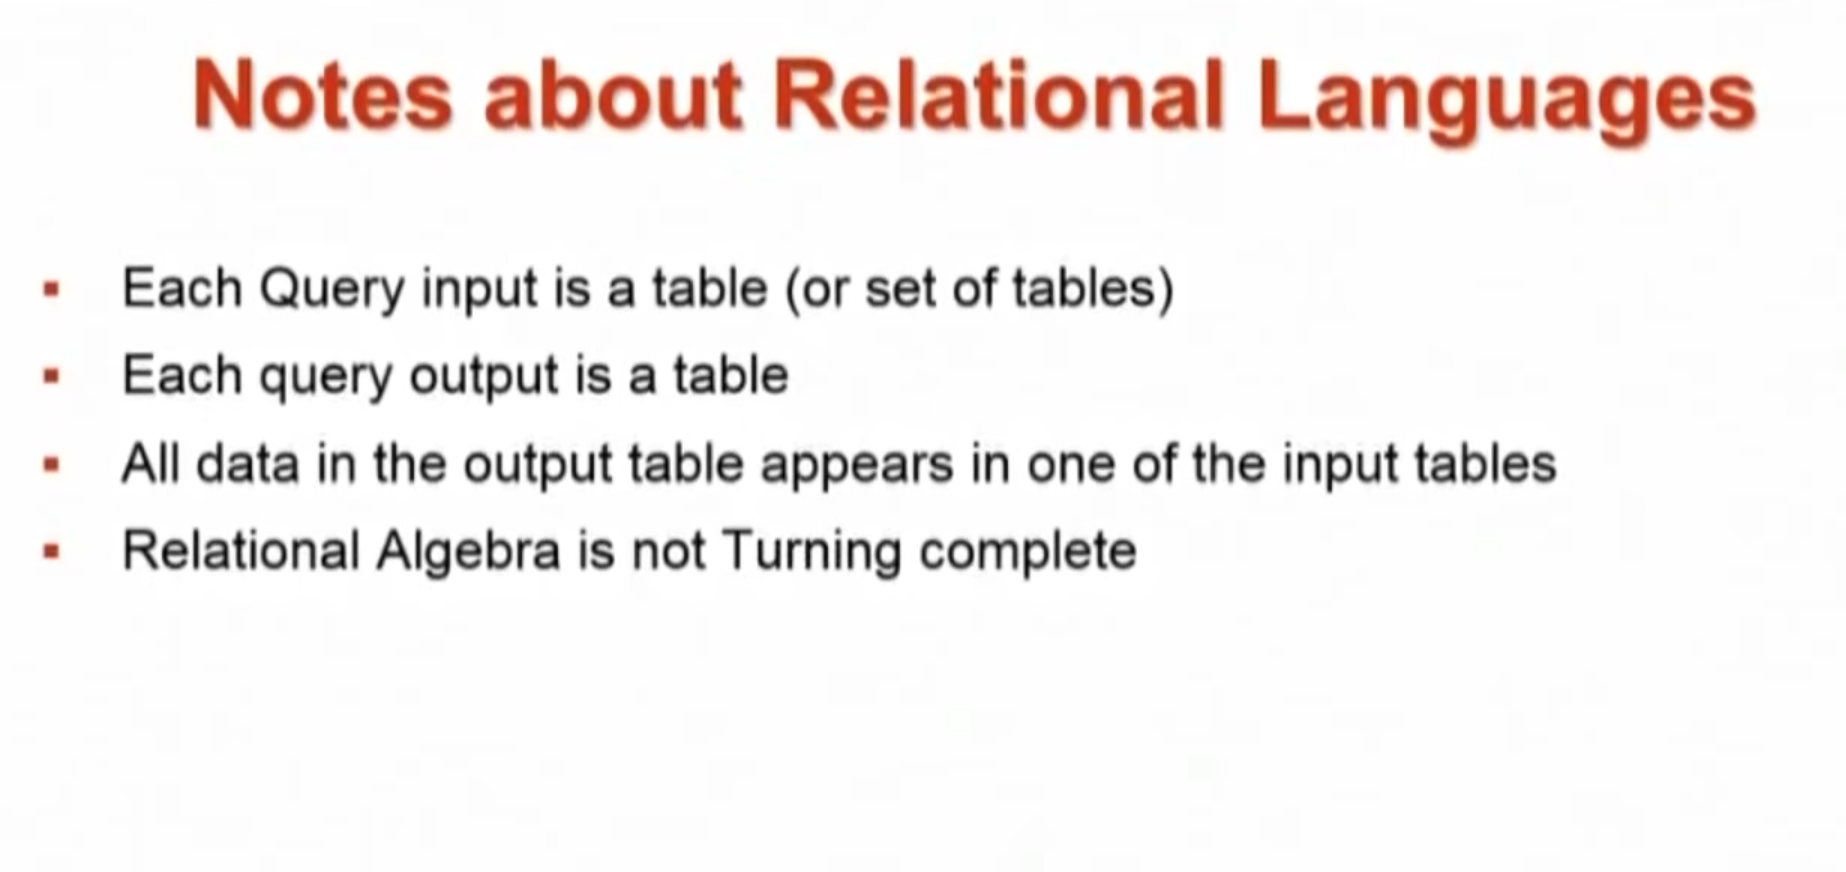 Notes about Relational Languages
▪ Each Query input is a table (or set of tables)
▪ Each query output is a table
▪ All data in the output table appears in one of the input tables
▪ Relational Algebra is not Turning complete